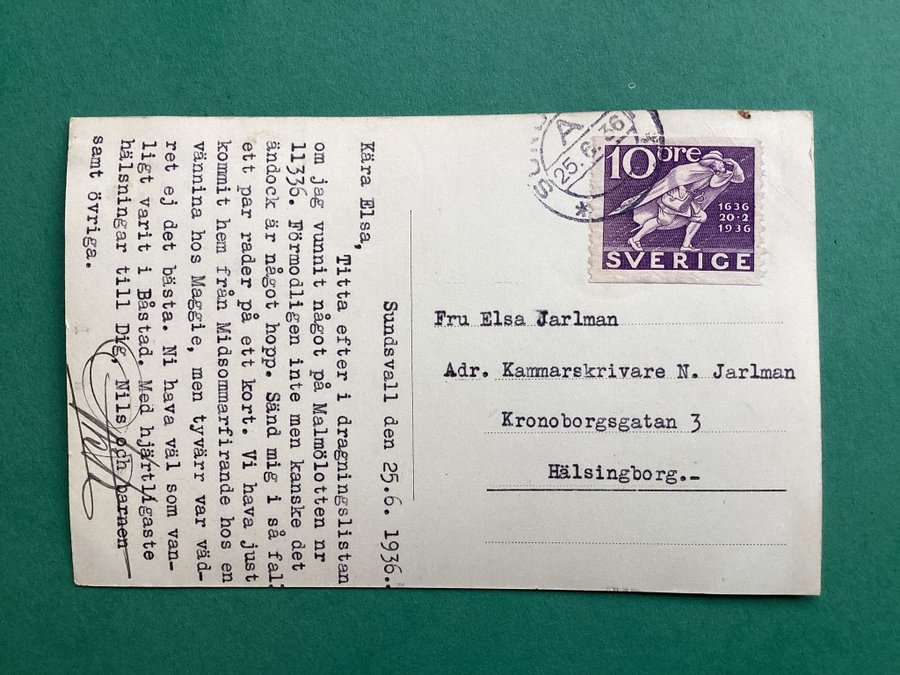 Sundsvall den 25.6. 1936.
Kära Elsa,
Titta efter i dragningslistan
om jag vunnit något på Malmölotten nr
11336. Förmodligen inte men kanske det
ändock är något hopp. Sänd mig i så fal
ett par rader på ett kort. Vi hava just
kommit hem från Midsommarfirande hos en
vännina hos Maggie, men tyvärr var väd-
ret ej det bästa. Ni hava väl som van-
ligt varit i Båstad. Med hjärtligaste
hälsningar till Dig, Nils och barnen
samt övriga.
A
25.6.36
10 öre
1636
20·2
1936
SVERIGE
Fru Elsa Jarlman
Adr. Kammarskrivare N. Jarlman
Kronoborgsgatan 3
Hälsingborg.-